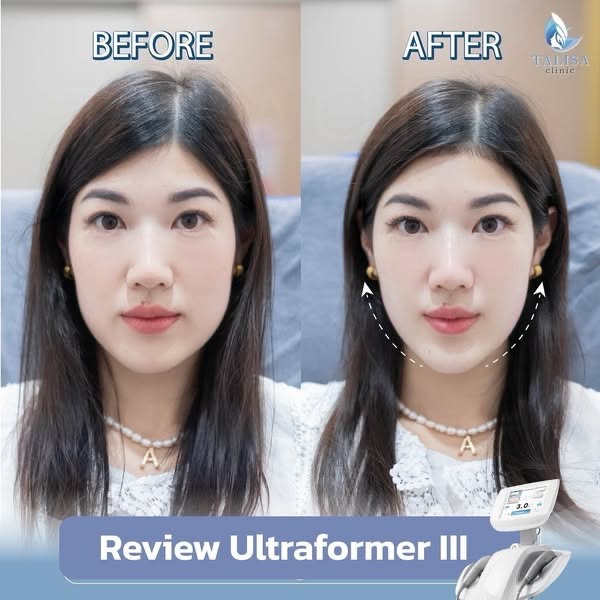 BEFORE
AFTER
TALISA
clinic
A
A
3.0
Review Ultraformer III